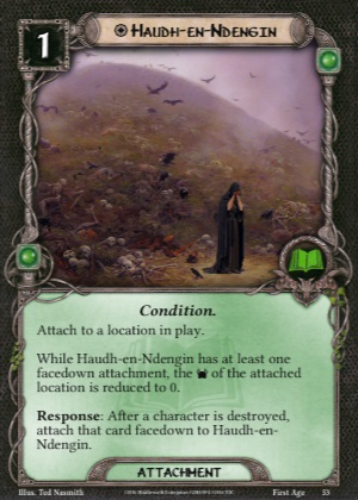 1
HAUDH-EN-NDENGIN
Condition.
Attach to a location in play.
While Haudh-en-Ndengin has at least one
facedown attachment, the of the attached
location is reduced to 0.
Response: After a character is destroyed,
attach that card facedown to Haudh-en-
Ndengin.
ATTACHMENT
Illus. Ted Nasmith
First Age
53